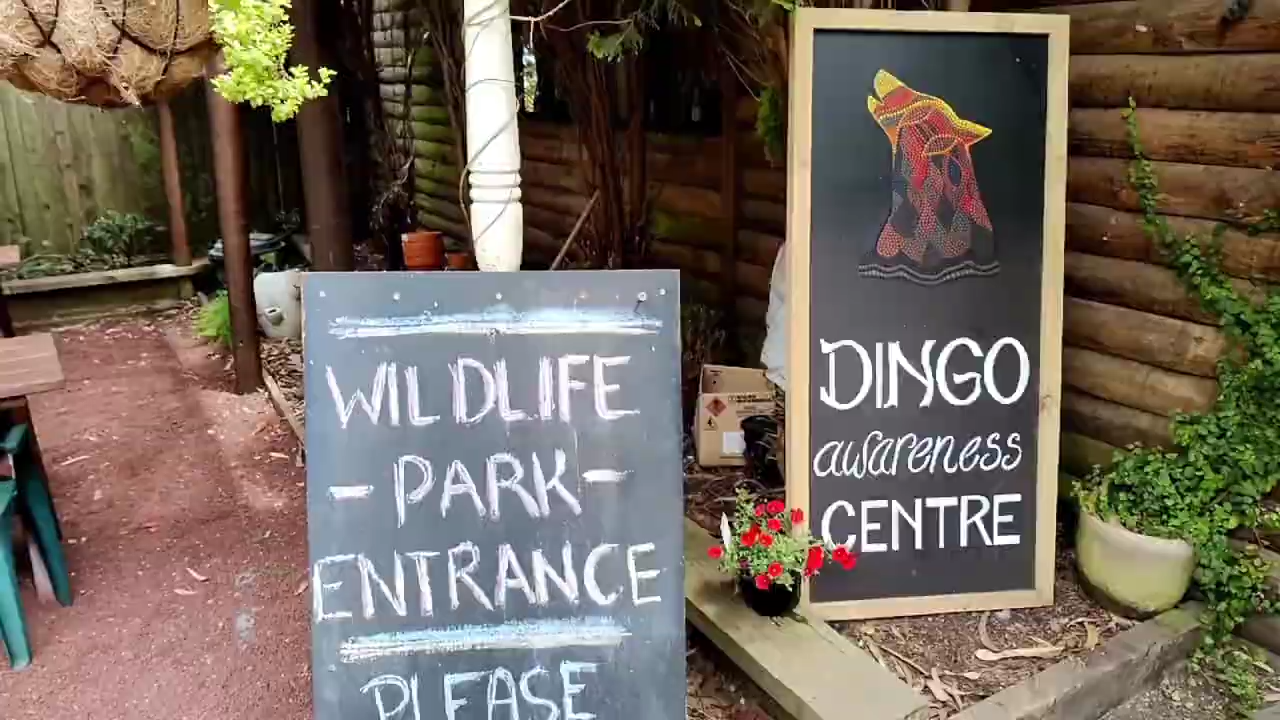 WILDLIFE
- PARK -
ENTRANCE
PLEASE
DINGO
awareness
CENTRE